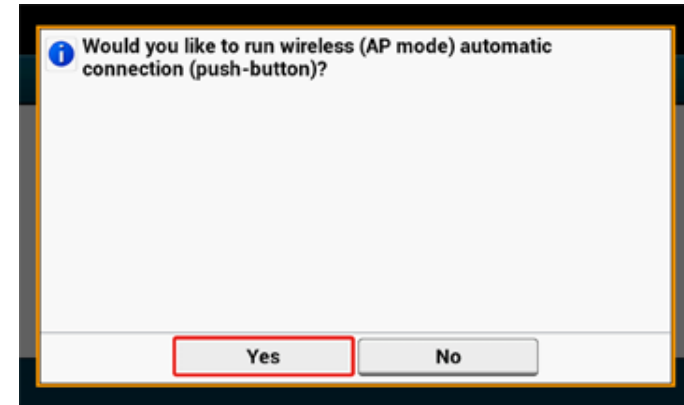 Would you like to run wireless (AP mode) automatic
connection (push-button)?
Yes
No